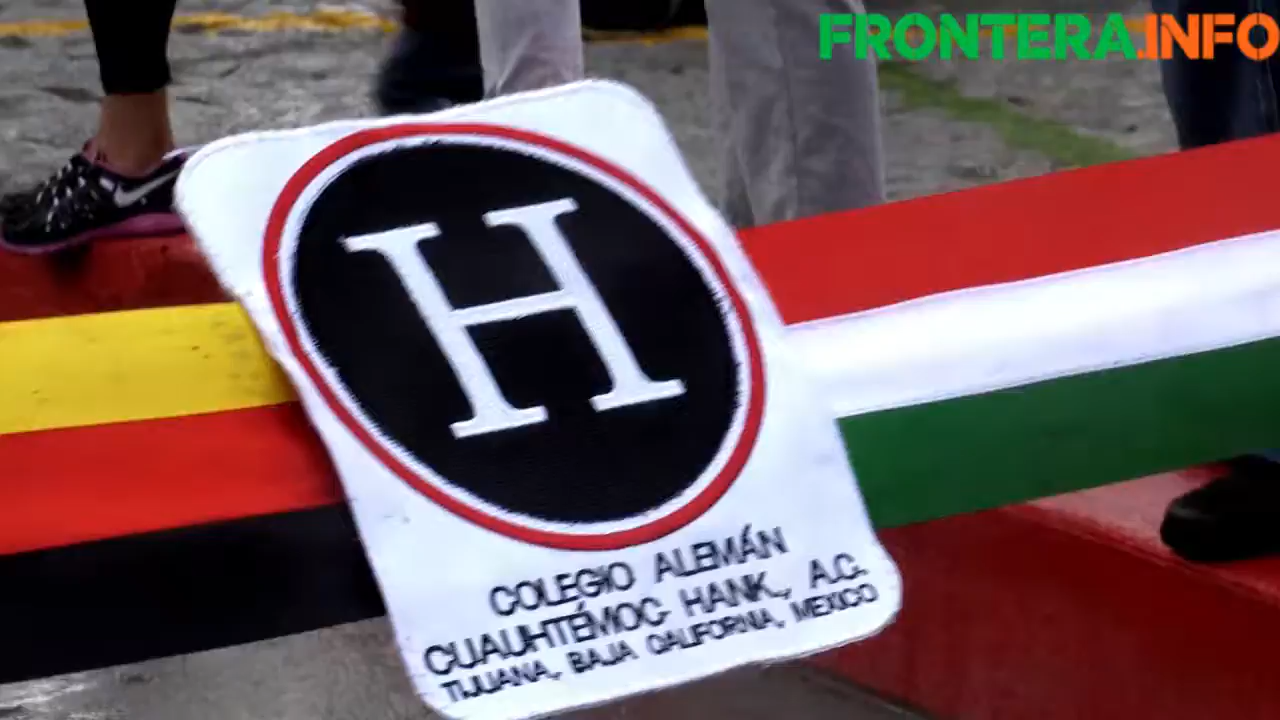 FRONTERA.INFO
H
COLEGIO ALEMÁN
CUAUHTÉMOC HANK., A.C.
TIJUANA, BAJA CALIFORNIA, MEXICO